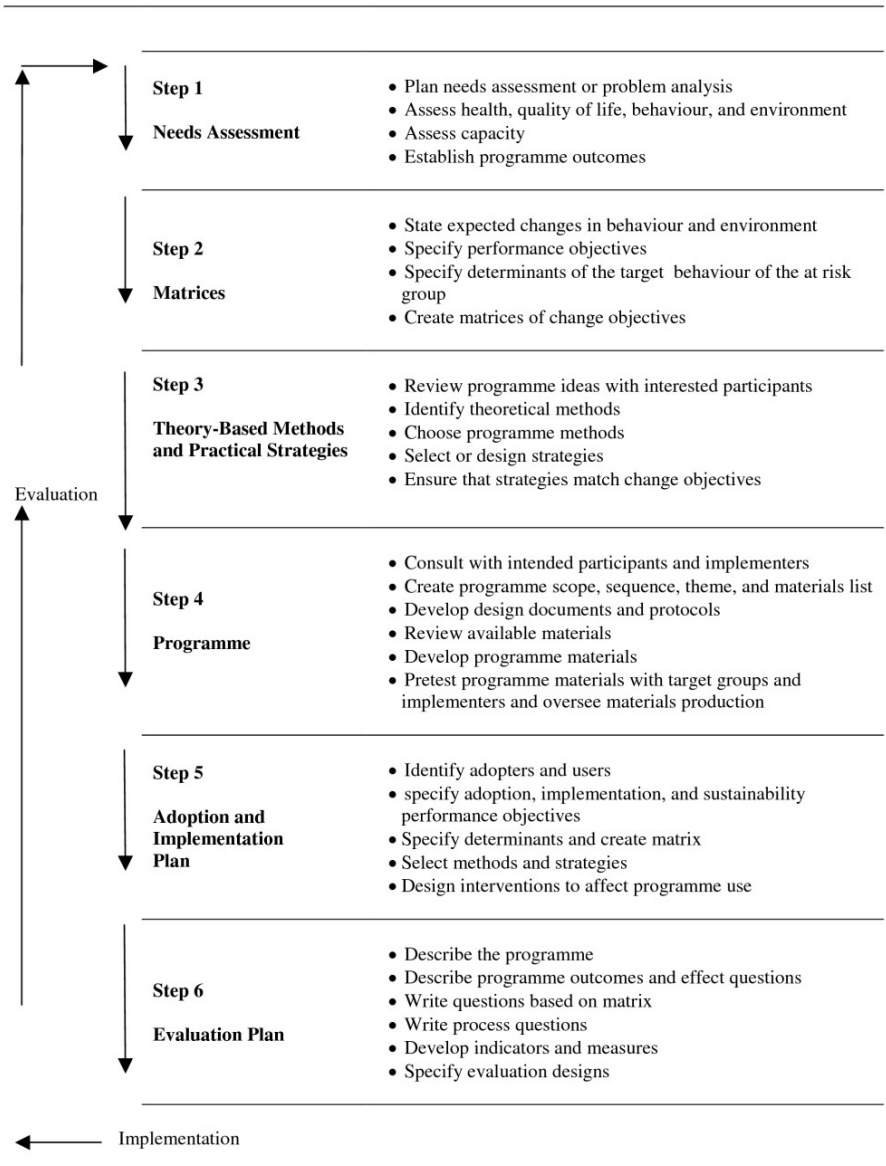 Step 1
Needs Assessment
• Plan needs assessment or problem analysis
• Assess health, quality of life, behaviour, and environment
• Assess capacity
• Establish programme outcomes
Step 2
Matrices
• State expected changes in behaviour and environment
• Specify performance objectives
• Specify determinants of the target behaviour of the at risk
group
• Create matrices of change objectives
Step 3
Theory-Based Methods
and Practical Strategies
• Review programme ideas with interested participants
• Identify theoretical methods
• Choose programme methods
• Select or design strategies
• Ensure that strategies match change objectives
Evaluation
Step 4
Programme
• Consult with intended participants and implementers
• Create programme scope, sequence, theme, and materials list
• Develop design documents and protocols
• Review available materials
• Develop programme materials
• Pretest programme materials with target groups and
implementers and oversee materials production
Step 5
Adoption and
Implementation
Plan
• Identify adopters and users
• specify adoption, implementation, and sustainability
performance objectives
• Specify determinants and create matrix
• Select methods and strategies
• Design interventions to affect programme use
Step 6
Evaluation Plan
• Describe the programme
• Describe programme outcomes and effect questions
• Write questions based on matrix
• Write process questions
• Develop indicators and measures
• Specify evaluation designs
Implementation